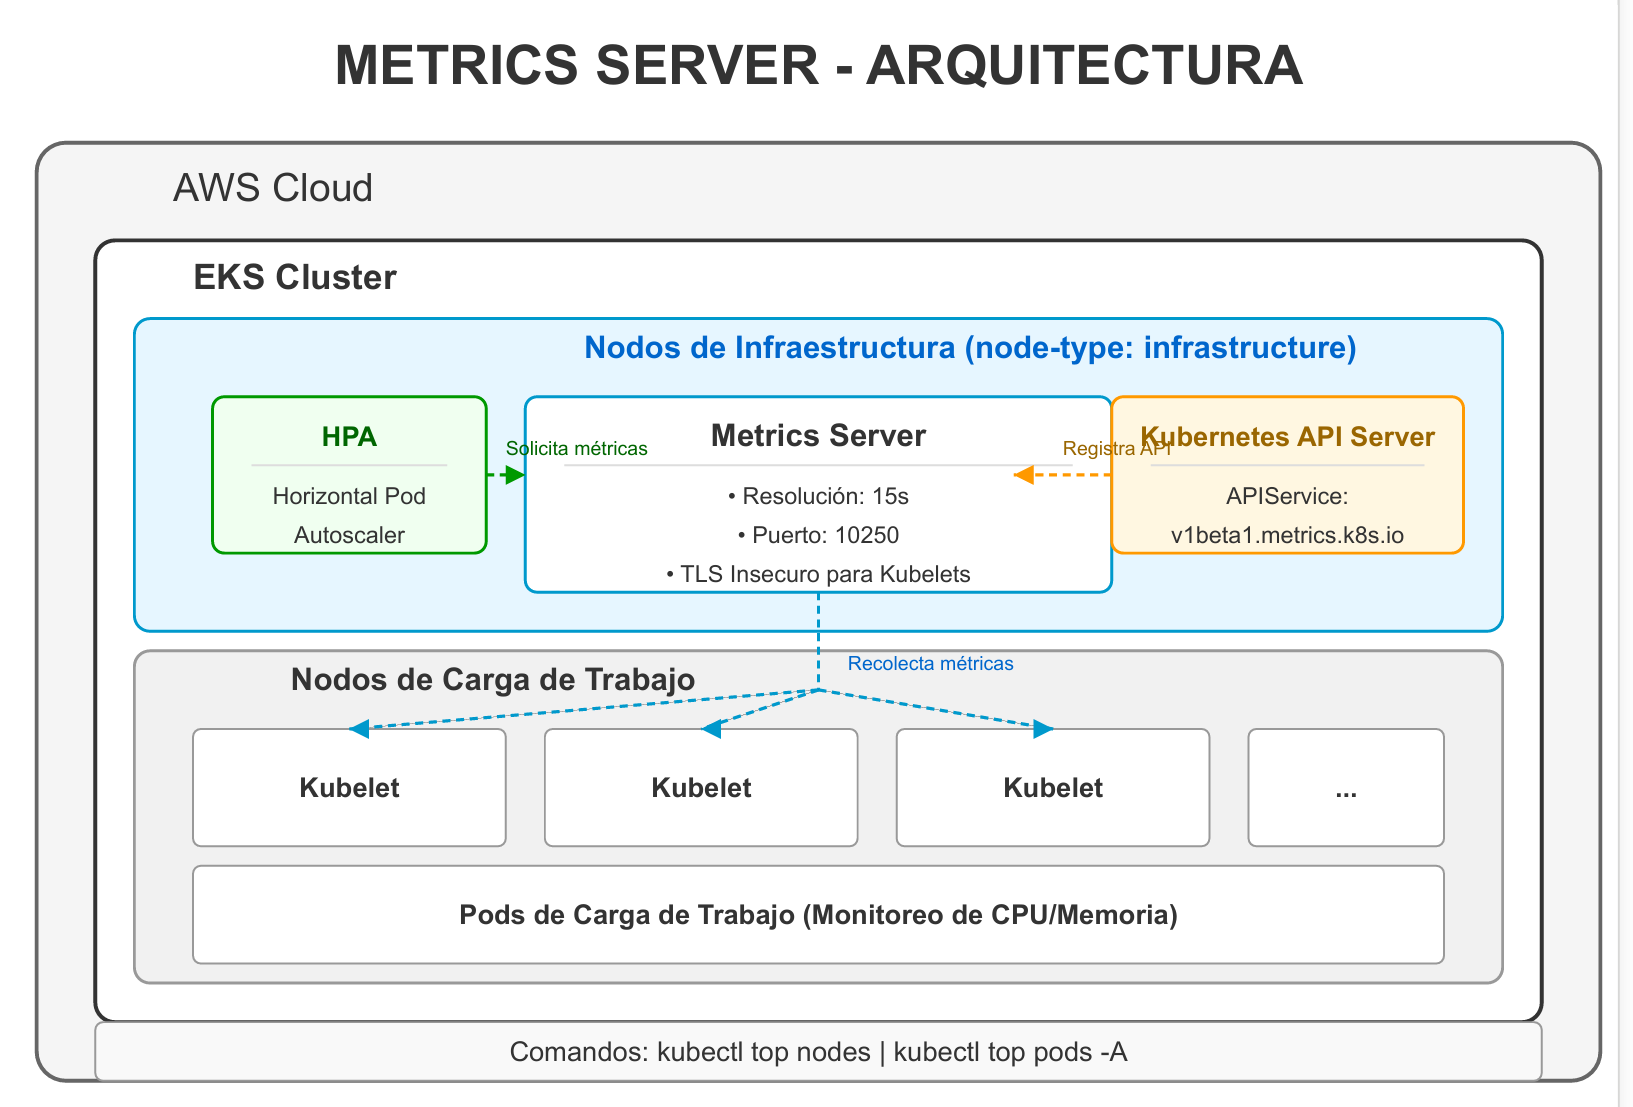 METRICS SERVER - ARQUITECTURA
AWS Cloud
EKS Cluster
Nodos de Infraestructura (node-type: infrastructure)
HPA
Horizontal Pod
Autoscaler
Solicita métricas
Metrics Server
• Resolución: 15s
• Puerto: 10250
• TLS Insecuro para Kubelets
Registra API
Kubernetes API Server
APIService:
v1beta1.metrics.k8s.io
Recolecta métricas
Nodos de Carga de Trabajo
Kubelet
Kubelet
Kubelet
...
Pods de Carga de Trabajo (Monitoreo de CPU/Memoria)
Comandos: kubectl top nodes | kubectl top pods -A